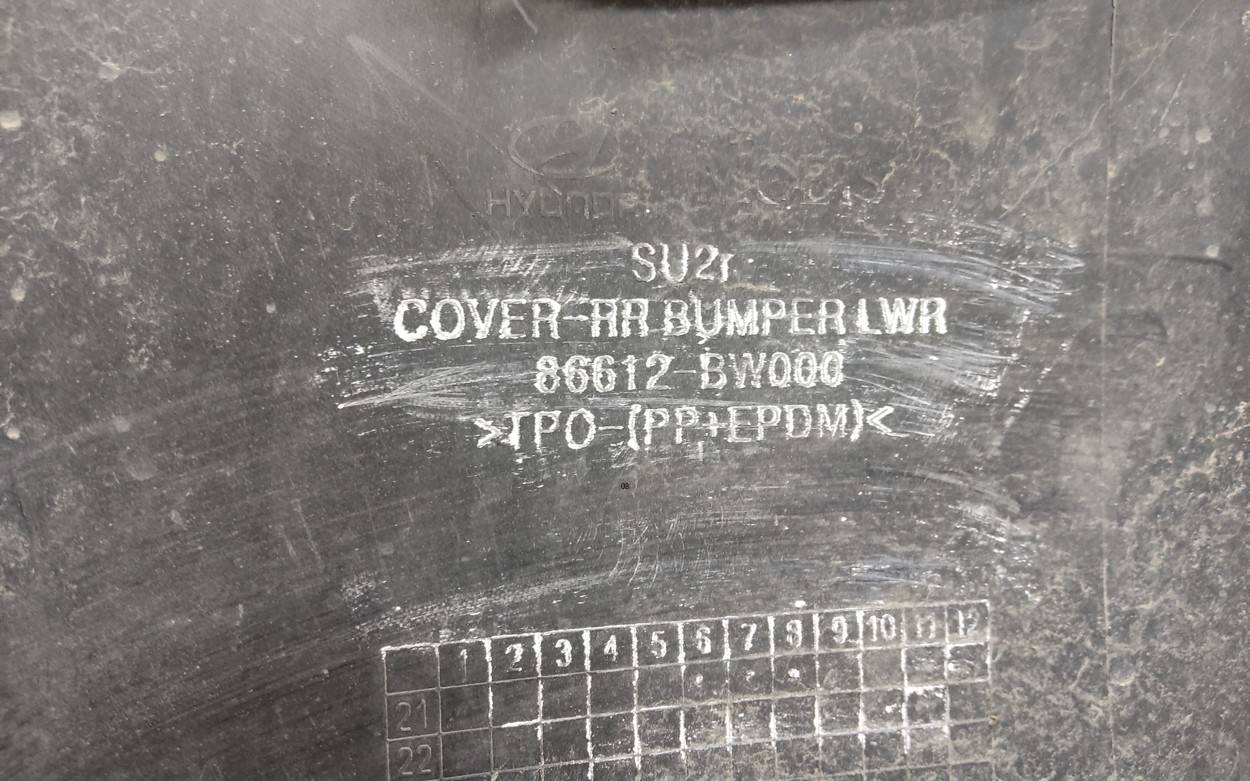 HYUNDAI
SU2r
COVER-RR BUMPER LWR
86612-BW000
>TPO-(PP+EPDM)<
08
1 2 3 4 5 6 7 8 9 10 11 12
21
22